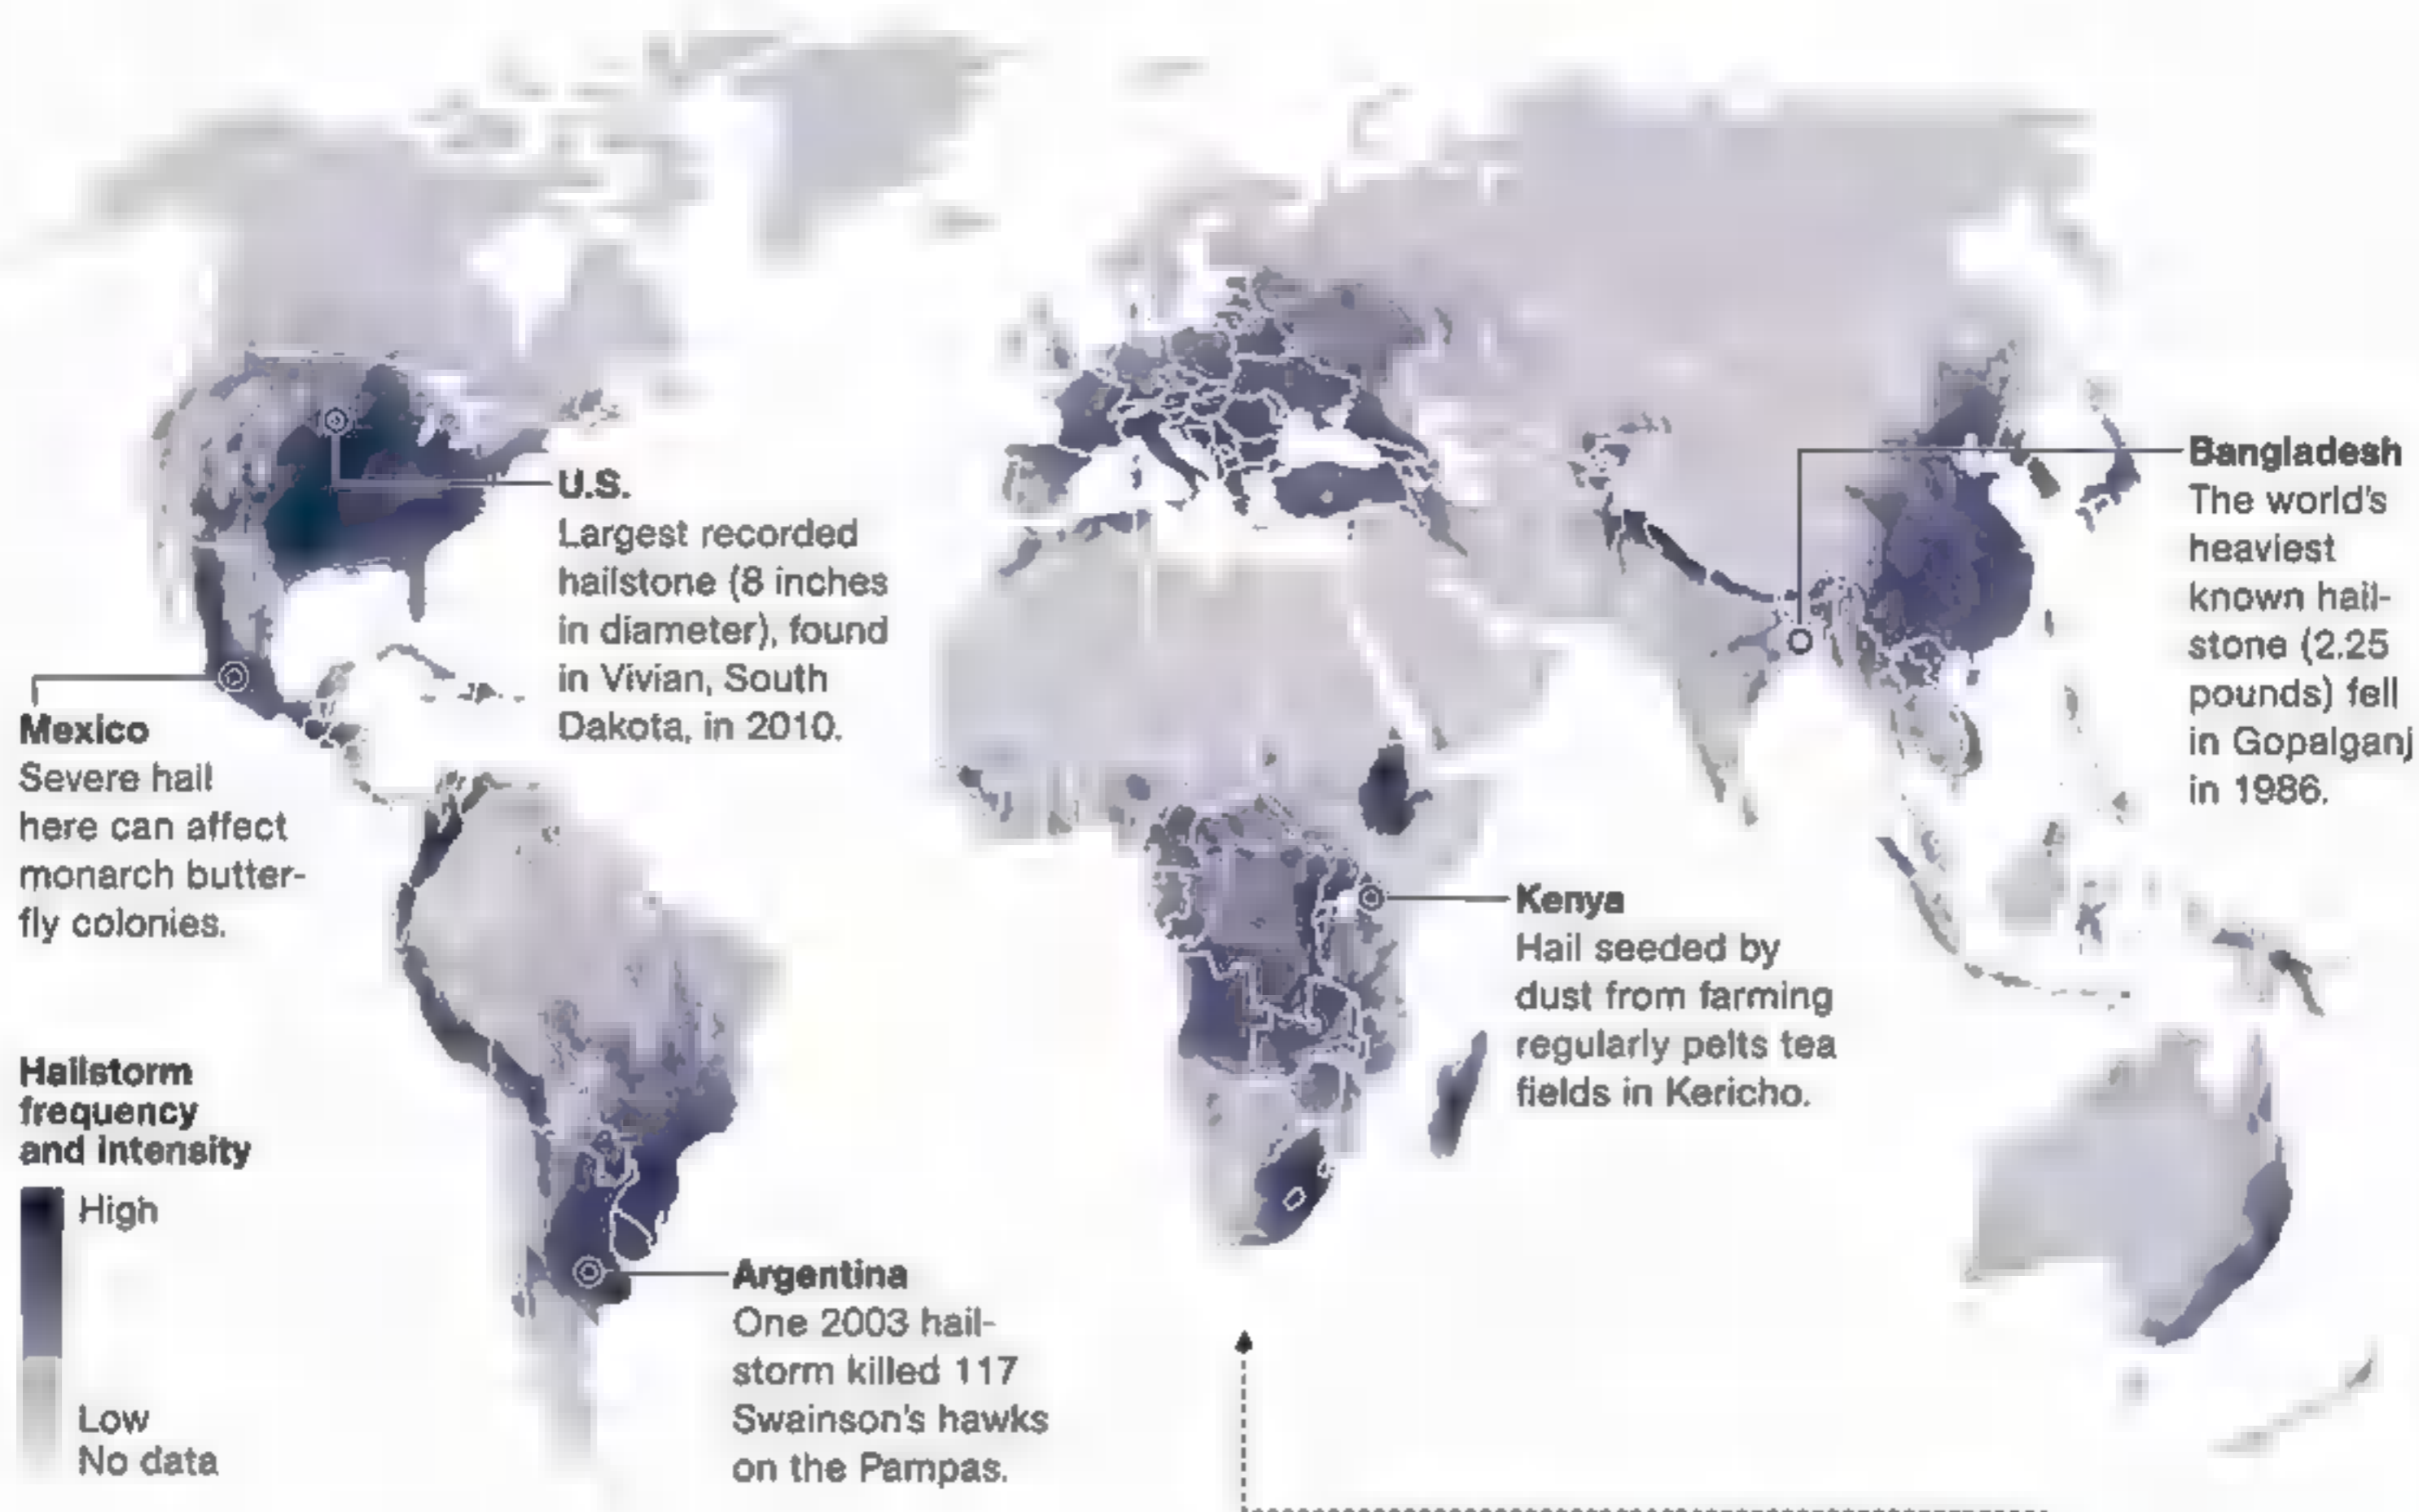 U.S.
Largest recorded
hailstone (8 inches
in diameter), found
in Vivian, South
Dakota, in 2010.
Bangladesh
The world's
heaviest
known hail-
stone (2.25
pounds) fell
in Gopalganj
in 1986.
Mexico
Severe hail
here can affect
monarch butter-
fly colonies.
Kenya
Hail seeded by
dust from farming
regularly pelts tea
fields in Kericho.
Hailstorm
frequency
and intensity
High
Low
No data
Argentina
One 2003 hail-
storm killed 117
Swainson's hawks
on the Pampas.